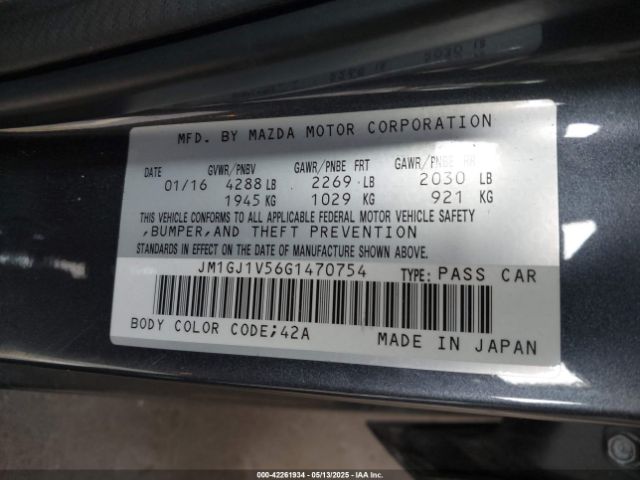 MFD. BY MAZDA MOTOR CORPORATION
DATE GVWR/PNBV GAWR/PNBE FRT GAWR/PNBE RR
01/16 4288 LB 2269 LB 2030 LB
1945 KG 1029 KG 921 KG
THIS VEHICLE CONFORMS TO ALL APPLICABLE FEDERAL MOTOR VEHICLE SAFETY
,BUMPER,AND THEFT PREVENTION
STANDARDS IN EFFECT ON THE DATE OF MANUFACTURE SHOWN ABOVE.
JM1GJ1V56G1470754 TYPE: PASS CAR
BODY COLOR CODE;42A MADE IN JAPAN
000-42261934 - 05/13/2025 - IAAI.COM